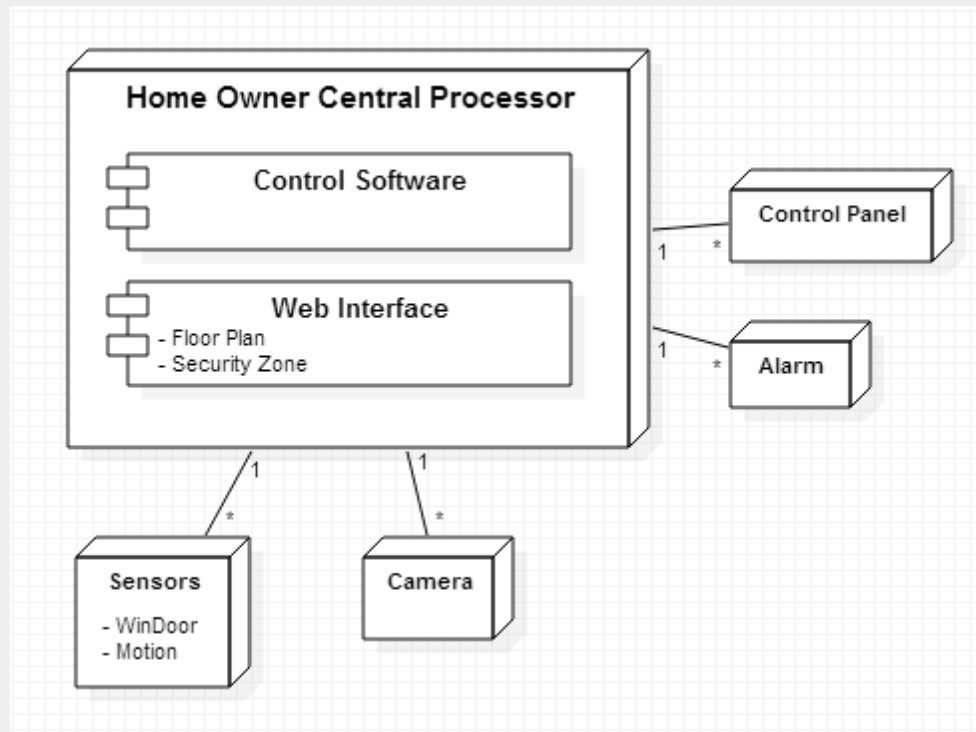 Home Owner Central Processor
Control Software
Web Interface
- Floor Plan
- Security Zone
Control Panel
1
*
Alarm
1
*
1
*
1
*
Sensors
- WinDoor
- Motion
Camera